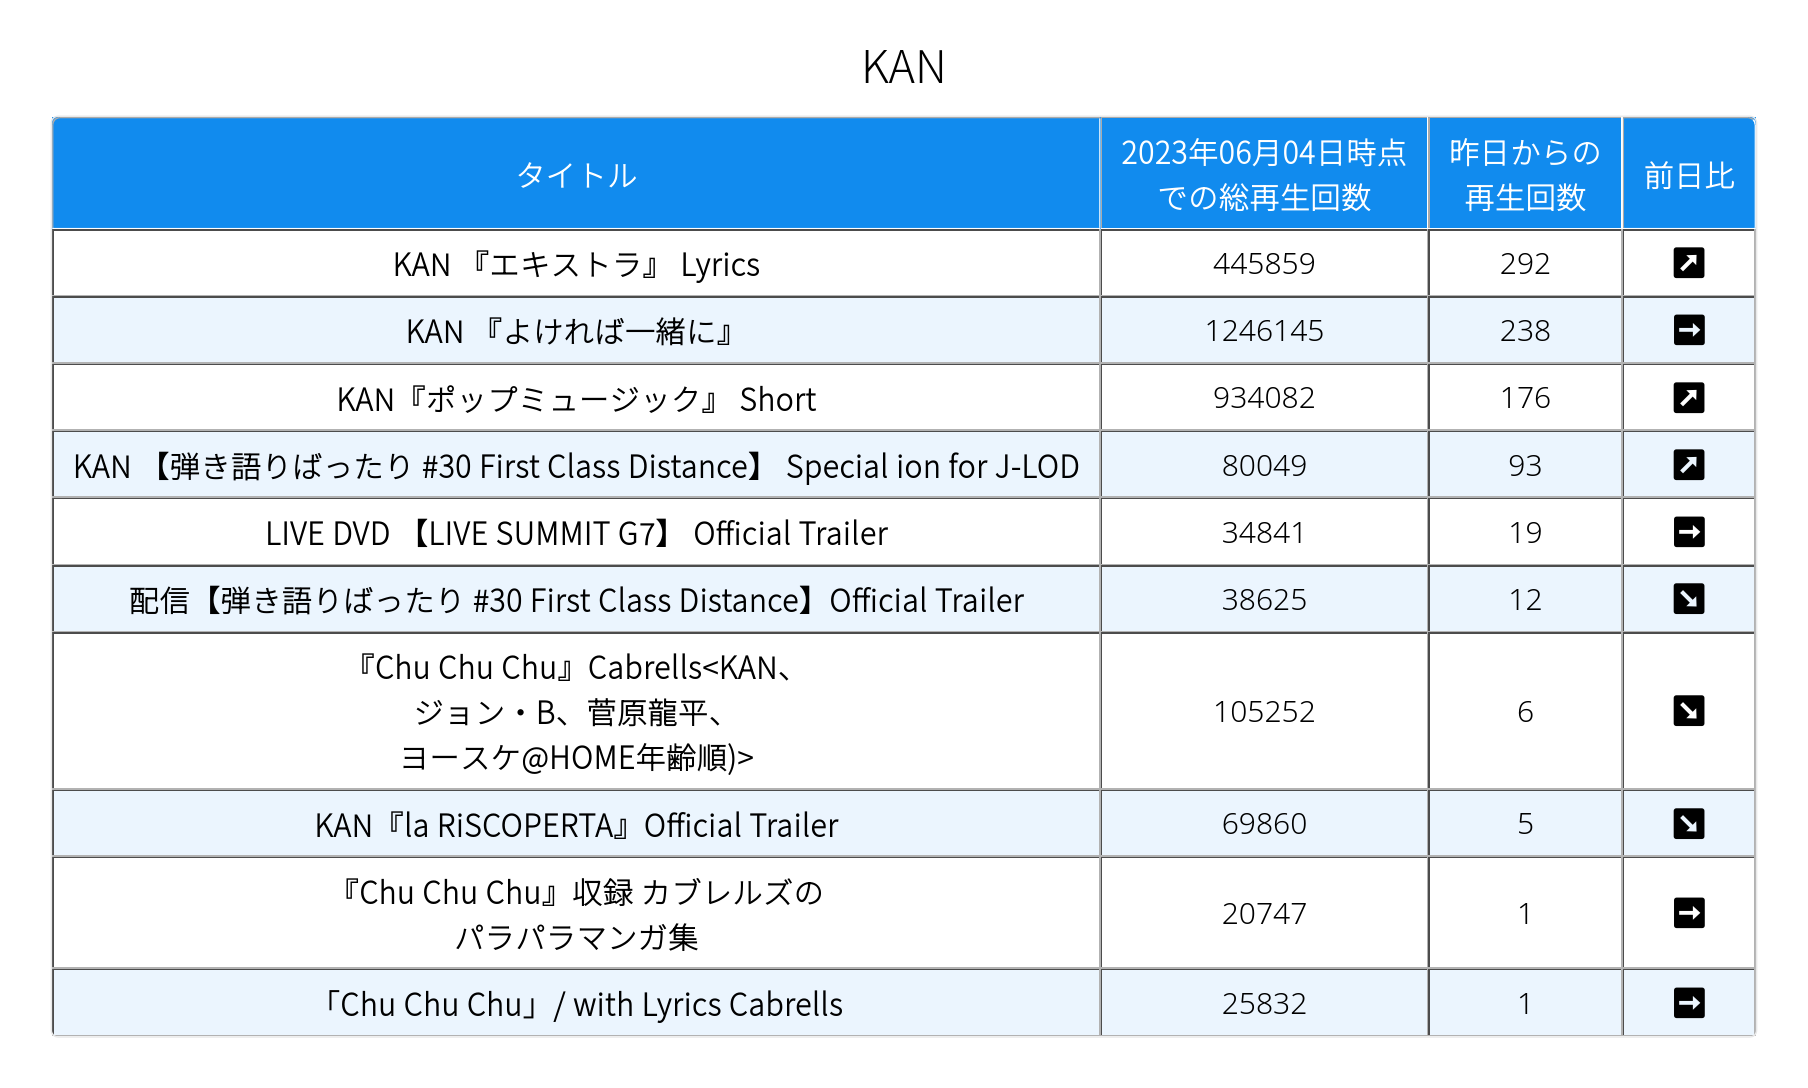 KAN
タイトル
2023年06月04日時点
での総再生回数
昨日からの
再生回数
前日比
KAN 『エキストラ』 Lyrics 445859 292
KAN 『よければ一緒に』 1246145 238
KAN『ポップミュージック』 Short 934082 176
KAN 【弾き語りばったり #30 First Class Distance】 Special ion for J-LOD 80049 93
LIVE DVD 【LIVE SUMMIT G7】 Official Trailer 34841 19
配信【弾き語りばったり #30 First Class Distance】Official Trailer 38625 12
『Chu Chu Chu』Cabrells<KAN、
ジョン・B、菅原龍平、
ヨースケ@HOME年齢順)>
105252 6
KAN『la RiSCOPERTA』Official Trailer 69860 5
『Chu Chu Chu』収録 カブレルズの
パラパラマンガ集
20747 1
「Chu Chu Chu」/ with Lyrics Cabrells 25832 1